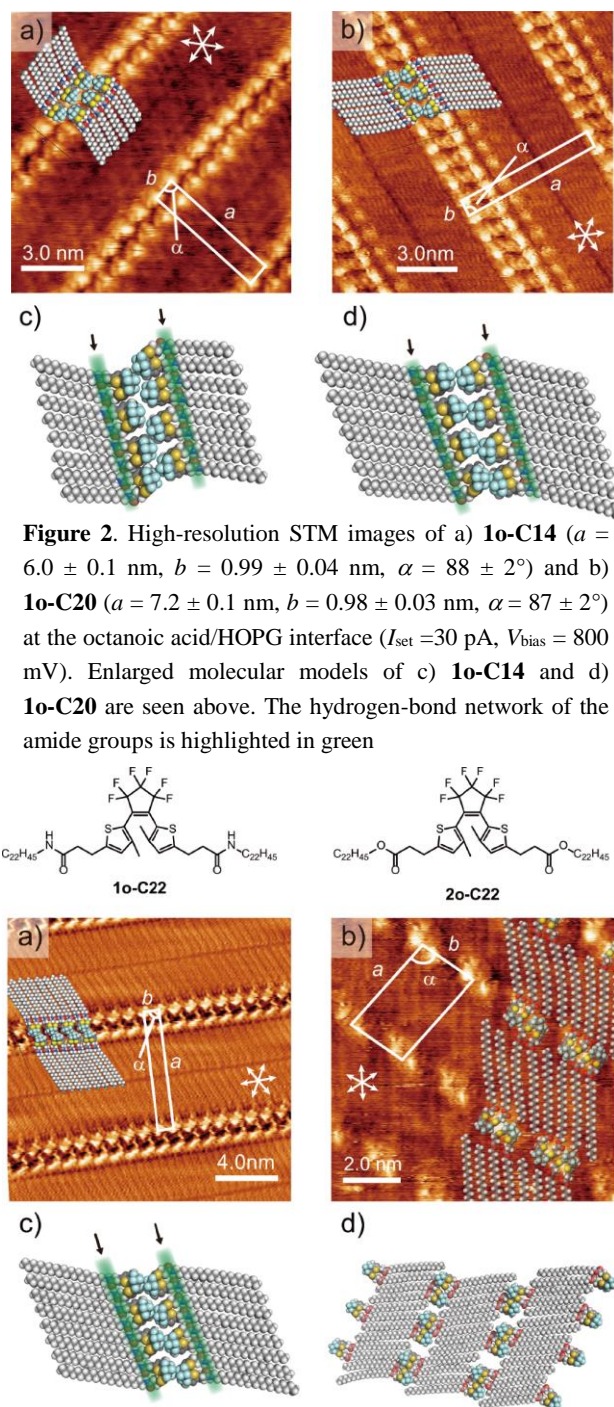 a)
b)
b
a
α
3.0 nm
a
b
α
3.0nm
c)
d)
Figure 2. High-resolution STM images of a) 1o-C14 (a =
6.0 ± 0.1 nm, b = 0.99 ± 0.04 nm, α = 88 ± 2°) and b)
1o-C20 (a = 7.2 ± 0.1 nm, b = 0.98 ± 0.03 nm, α = 87 ± 2°)
at the octanoic acid/HOPG interface (Iset =30 pA, Vbias = 800
mV). Enlarged molecular models of c) 1o-C14 and d)
1o-C20 are seen above. The hydrogen-bond network of the
amide groups is highlighted in green
F F F F F F
H
N
C22H45
O
S
S
H
N
C22H45
O
1o-C22
F F F F F F
C22H45
O
O
S
S
O
C22H45
O
2o-C22
a)
b)
b
α
a
4.0nm
a
b
α
2.0 nm
c)
d)